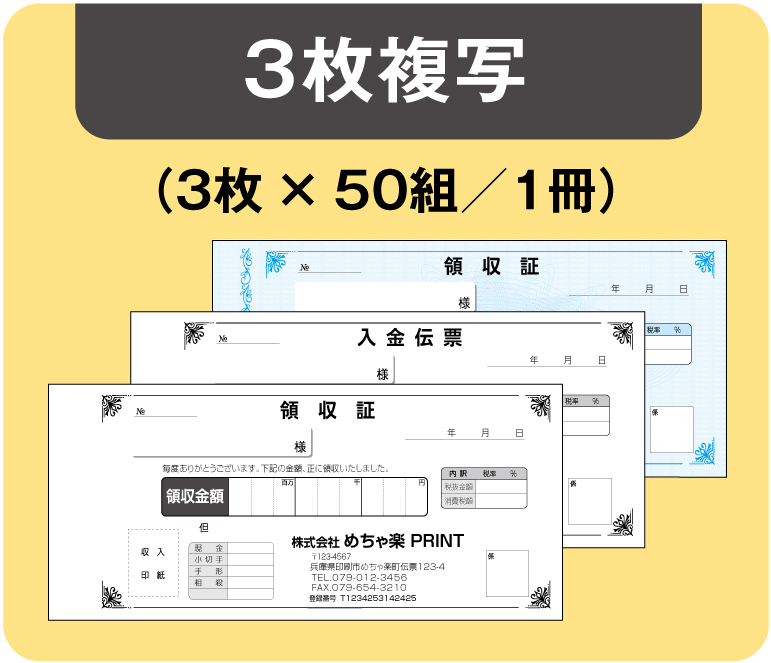 3枚複写
（3枚 × 50組／1冊）
領収証
№
様
年 月 日
税率 %
係
入金伝票
№
様
年 月 日
税率 %
係
領収証
№
様
年 月 日
毎度ありがとうございます。下記の金額、正に領収いたしました。
領収金額
百万 千 円
内訳 税率 %
税抜金額
消費税額
但
収入
印紙
現金
小切手
手形
相殺
株式会社 めちゃ楽 PRINT
〒123-4567
兵庫県印刷市めちゃ楽町伝票123-4
TEL.079-012-3456
FAX.079-654-3210
登録番号 T1234253142425
係